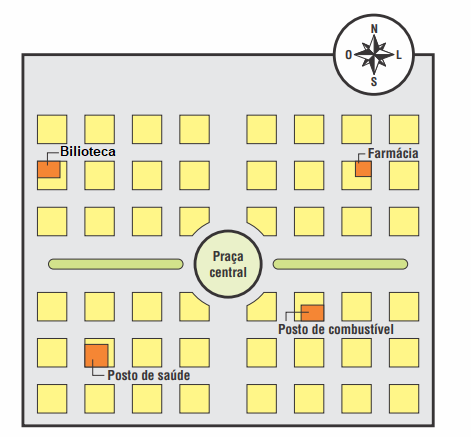 N
O L
S
Bilioteca
Farmácia
Praça
central
Posto de combustível
Posto de saúde